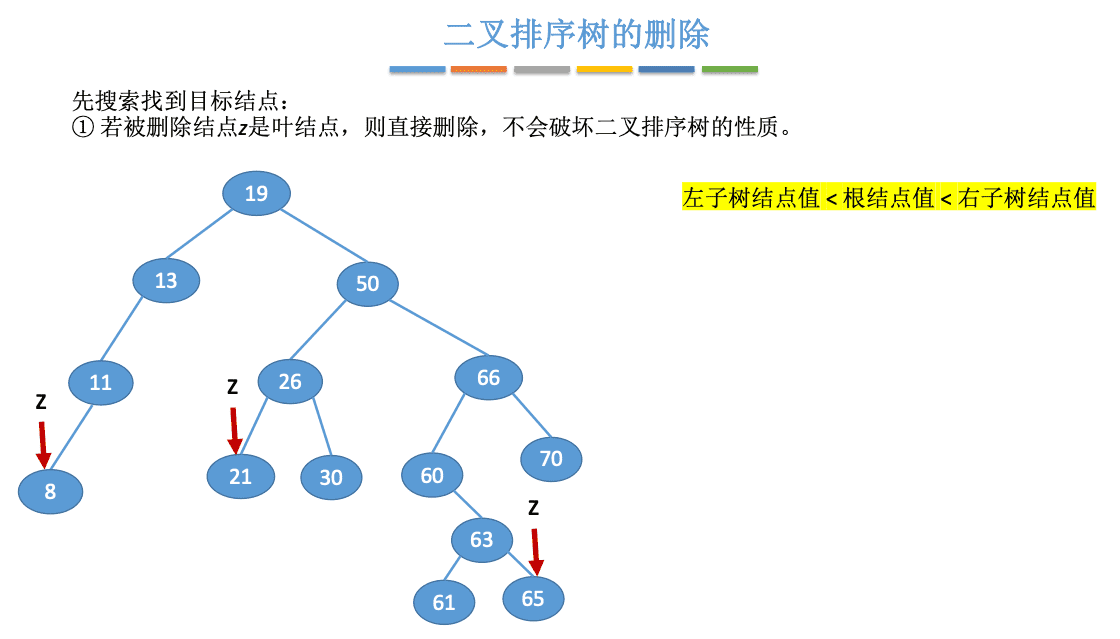 二叉排序树的删除
先搜索找到目标结点：
① 若被删除结点z是叶结点，则直接删除，不会破坏二叉排序树的性质。
左子树结点值 < 根结点值 < 右子树结点值
19
13
50
11
26
66
Z
Z
8
21
30
60
70
Z
63
61
65